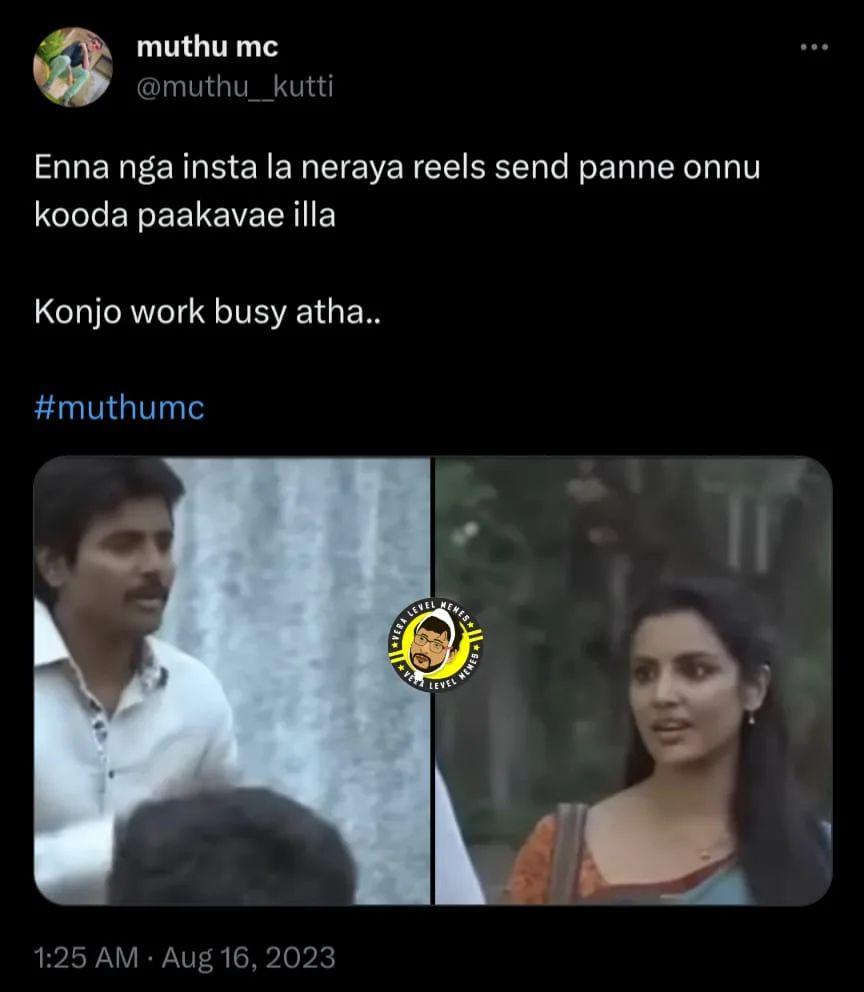 muthu mc
@muthu__kutti
Enna nga insta la neraya reels send panne onnu
kooda paakavae illa
Konjo work busy atha..
#muthumc
VERA LEVEL MEMES
VERA LEVEL MEMES
1:25 AM · Aug 16, 2023